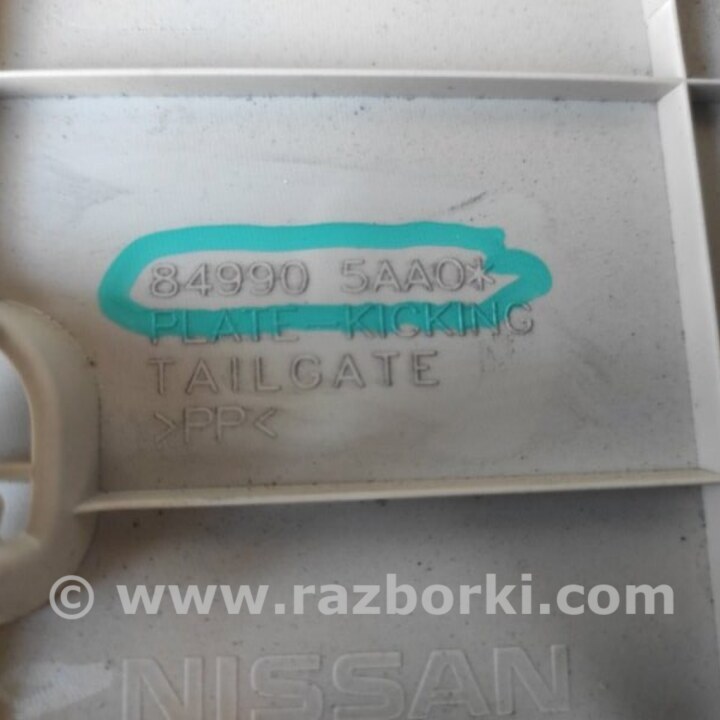 84990 5AA0*
PLATE-KICKING
TAILGATE
>PP<
© www.razborki.com
NISSAN